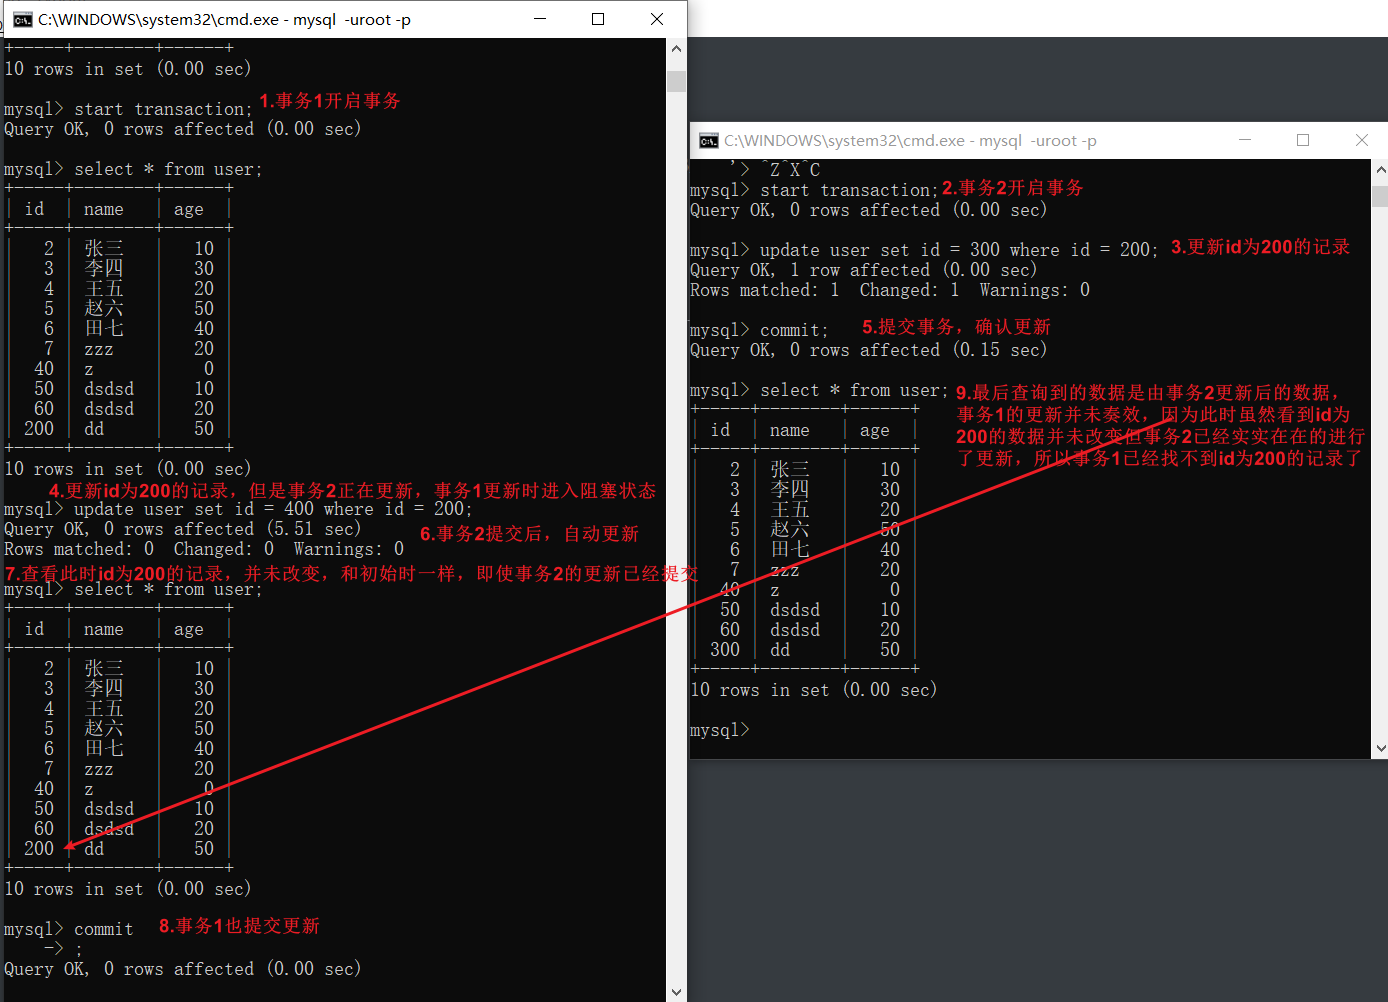 C:\WINDOWS\system32\cmd.exe - mysql  -uroot -p
+-----+--------+------+
10 rows in set (0.00 sec)
mysql> start transaction; 1.事务1开启事务
Query OK, 0 rows affected (0.00 sec)
mysql> select * from user;
+-----+--------+------+
| id  | name   | age  |
+-----+--------+------+
|   2 | 张三   |   10 |
|   3 | 李四   |   30 |
|   4 | 王五   |   20 |
|   5 | 赵六   |   50 |
|   6 | 田七   |   40 |
|   7 | zzz    |   20 |
|  40 | z      |    0 |
|  50 | dsdsd  |   10 |
|  60 | dsdsd  |   20 |
| 200 | dd     |   50 |
+-----+--------+------+
10 rows in set (0.00 sec)
4.更新id为200的记录，但是事务2正在更新，事务1更新时进入阻塞状态
mysql> update user set id = 400 where id = 200;
Query OK, 0 rows affected (5.51 sec)
6.事务2提交后，自动更新
Rows matched: 0  Changed: 0  Warnings: 0
7.查看此时id为200的记录，并未改变，和初始时一样，即使事务2的更新已经提交
mysql> select * from user;
+-----+--------+------+
| id  | name   | age  |
+-----+--------+------+
|   2 | 张三   |   10 |
|   3 | 李四   |   30 |
|   4 | 王五   |   20 |
|   5 | 赵六   |   50 |
|   6 | 田七   |   40 |
|   7 | zzz    |   20 |
|  40 | z      |    0 |
|  50 | dsdsd  |   10 |
|  60 | dsdsd  |   20 |
| 200 | dd     |   50 |
+-----+--------+------+
10 rows in set (0.00 sec)
mysql> commit 8.事务1也提交更新
    -> ;
Query OK, 0 rows affected (0.00 sec)
C:\WINDOWS\system32\cmd.exe - mysql  -uroot -p
    '> ^Z^X^C
mysql> start transaction; 2.事务2开启事务
Query OK, 0 rows affected (0.00 sec)
mysql> update user set id = 300 where id = 200; 3.更新id为200的记录
Query OK, 1 row affected (0.00 sec)
Rows matched: 1  Changed: 1  Warnings: 0
mysql> commit; 5.提交事务，确认更新
Query OK, 0 rows affected (0.15 sec)
mysql> select * from user;
9.最后查询到的数据是由事务2更新后的数据，
事务1的更新并未奏效，因为此时虽然看到id为
200的数据并未改变但事务2已经实实在在的进行
了更新，所以事务1已经找不到id为200的记录了
+-----+--------+------+
| id  | name   | age  |
+-----+--------+------+
|   2 | 张三   |   10 |
|   3 | 李四   |   30 |
|   4 | 王五   |   20 |
|   5 | 赵六   |   50 |
|   6 | 田七   |   40 |
|   7 | zzz    |   20 |
|  40 | z      |    0 |
|  50 | dsdsd  |   10 |
|  60 | dsdsd  |   20 |
| 300 | dd     |   50 |
+-----+--------+------+
10 rows in set (0.00 sec)
mysql>